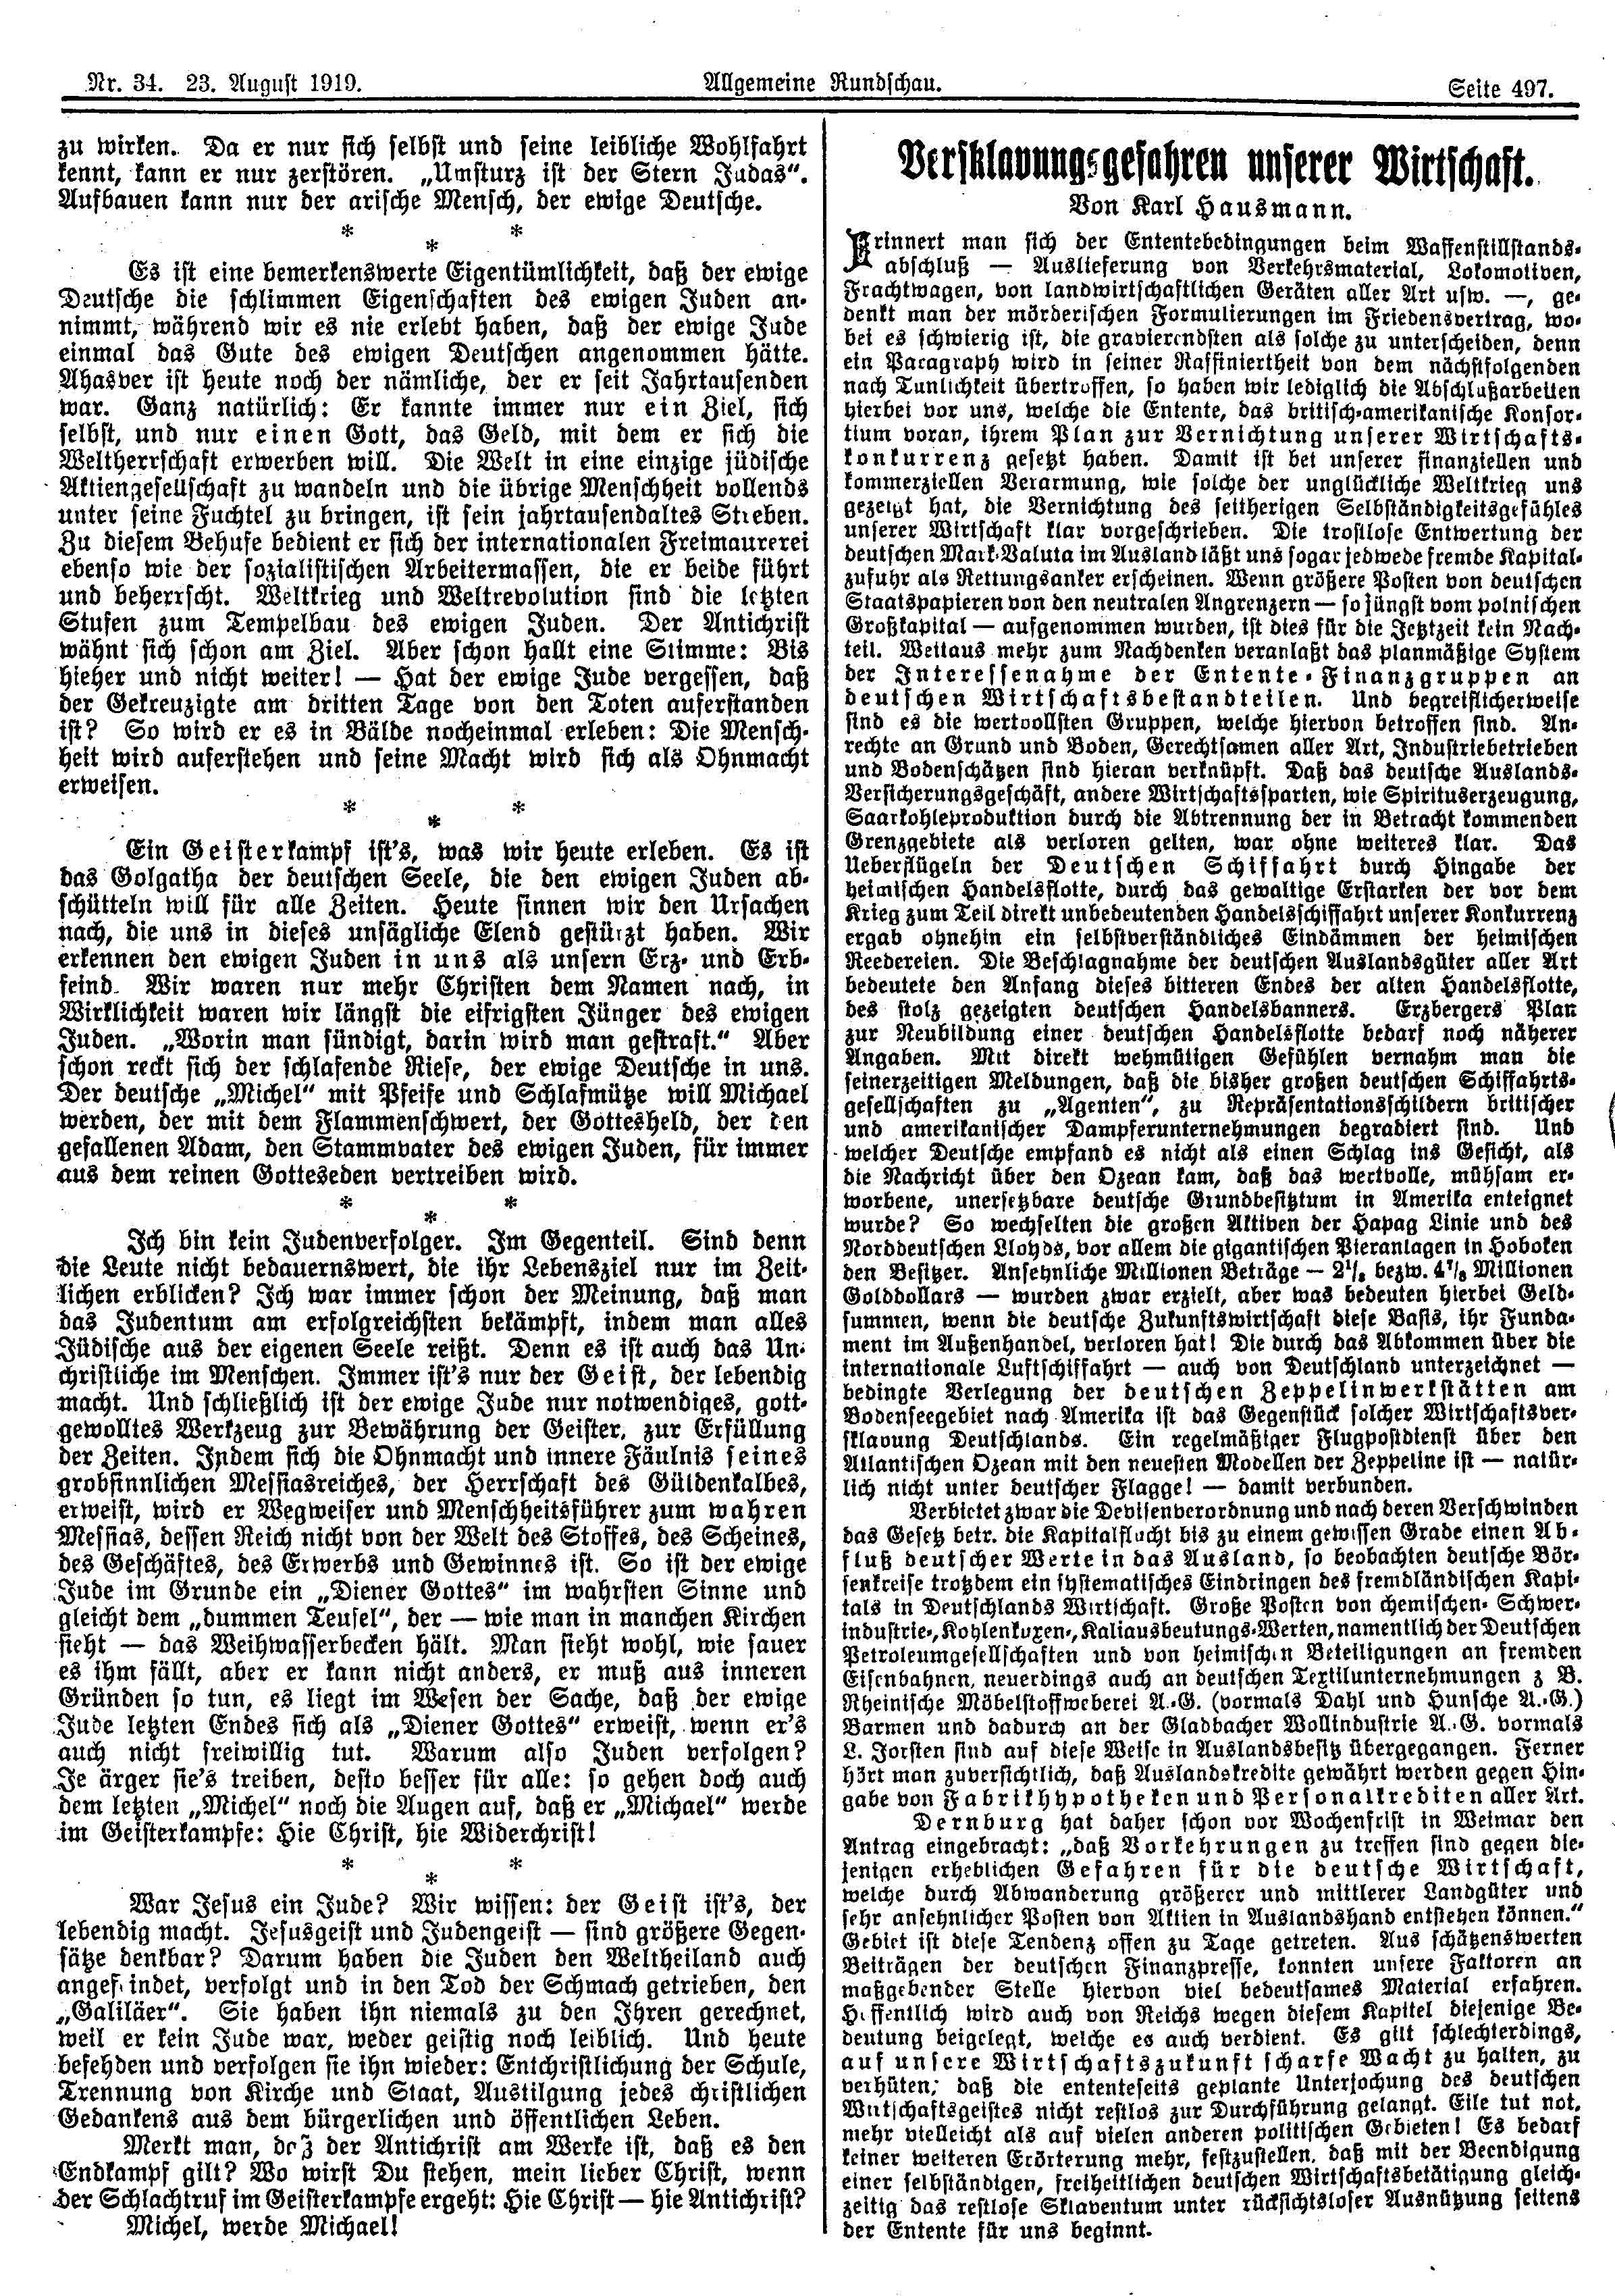 Nr. 34. 23. August 1919.
Allgemeine Rundschau.
Seite 497.
zu wirken. Da er nur sich selbst und seine leibliche Wohlfahrt
kennt, kann er nur zerstören. „Umsturz ist der Stern Judas“.
Aufbauen kann nur der arische Mensch, der ewige Deutsche.
* * *
Es ist eine bemerkenswerte Eigentümlichkeit, daß der ewige
Deutsche die schlimmen Eigenschaften des ewigen Juden an-
nimmt, während wir es nie erlebt haben, daß der ewige Jude
einmal das Gute des ewigen Deutschen angenommen hätte.
Ahasver ist heute noch der nämliche, der er seit Jahrtausenden
war. Ganz natürlich: Er kannte immer nur ein Ziel, sich
selbst, und nur einen Gott, das Geld, mit dem er sich die
Weltherrschaft erwerben will. Die Welt in eine einzige jüdische
Aktiengesellschaft zu wandeln und die übrige Menschheit vollends
unter seine Fuchtel zu bringen, ist sein jahrtausendaltes Streben.
Zu diesem Behufe bedient er sich der internationalen Freimaurerei
ebenso wie der sozialistischen Arbeitermassen, die er beide führt
und beherrscht. Weltkrieg und Weltrevolution sind die letzten
Stufen zum Tempelbau des ewigen Juden. Der Antichrist
wähnt sich schon am Ziel. Aber schon hallt eine Stimme: Bis
hieher und nicht weiter! — Hat der ewige Jude vergessen, daß
der Gekreuzigte am dritten Tage von den Toten auferstanden
ist? So wird er es in Bälde nocheinmal erleben: Die Mensch-
heit wird auferstehen und seine Macht wird sich als Ohnmacht
erweisen.
* * *
Ein Geisterkampf ist's, was wir heute erleben. Es ist
das Golgatha der deutschen Seele, die den ewigen Juden ab-
schütteln will für alle Zeiten. Heute sinnen wir den Ursachen
nach, die uns in dieses unsägliche Elend gestürzt haben. Wir
erkennen den ewigen Juden in uns als unsern Erz- und Erb-
feind. Wir waren nur mehr Christen dem Namen nach, in
Wirklichkeit waren wir längst die eifrigsten Jünger des ewigen
Juden. „Worin man sündigt, darin wird man gestraft.“ Aber
schon reckt sich der schlafende Riese, der ewige Deutsche in uns.
Der deutsche „Michel“ mit Pfeife und Schlafmütze will Michael
werden, der mit dem Flammenschwert, der Gottesheld, der den
gefallenen Adam, den Stammvater des ewigen Juden, für immer
aus dem reinen Gotteseden vertreiben wird.
* * *
Ich bin kein Judenverfolger. Im Gegenteil. Sind denn
die Leute nicht bedauernswert, die ihr Lebensziel nur im Zeit-
lichen erblicken? Ich war immer schon der Meinung, daß man
das Judentum am erfolgreichsten bekämpft, indem man alles
Jüdische aus der eigenen Seele reißt. Denn es ist auch das Un-
christliche im Menschen. Immer ist's nur der Geist, der lebendig
macht. Und schließlich ist der ewige Jude nur notwendiges, gott-
gewolltes Werkzeug zur Bewährung der Geister, zur Erfüllung
der Zeiten. Indem sich die Ohnmacht und innere Fäulnis seines
grobsinnlichen Messiasreiches, der Herrschaft des Güldenkalbes,
erweist, wird er Wegweiser und Menschheitsführer zum wahren
Messias, dessen Reich nicht von der Welt des Stoffes, des Scheines,
des Geschäftes, des Erwerbs und Gewinnes ist. So ist der ewige
Jude im Grunde ein „Diener Gottes“ im wahrsten Sinne und
gleicht dem „dummen Teufel“, der — wie man in manchen Kirchen
sieht — das Weihwasserbecken hält. Man sieht wohl, wie sauer
es ihm fällt, aber er kann nicht anders, er muß aus inneren
Gründen so tun, es liegt im Wesen der Sache, daß der ewige
Jude letzten Endes sich als „Diener Gottes“ erweist, wenn er's
auch nicht freiwillig tut. Warum also Juden verfolgen?
Je ärger sie's treiben, desto besser für alle: so gehen doch auch
dem letzten „Michel“ noch die Augen auf, daß er „Michael“ werde
im Geisterkampfe: Hie Christ, hie Widerchrist!
* * *
War Jesus ein Jude? Wir wissen: der Geist ist's, der
lebendig macht. Jesusgeist und Judengeist — sind größere Gegen-
sätze denkbar? Darum haben die Juden den Weltheiland auch
angefeindet, verfolgt und in den Tod der Schmach getrieben, den
„Galiläer“. Sie haben ihn niemals zu den Ihren gerechnet,
weil er kein Jude war, weder geistig noch leiblich. Und heute
befehden und verfolgen sie ihn wieder: Entchristlichung der Schule,
Trennung von Kirche und Staat, Austilgung jedes christlichen
Gedankens aus dem bürgerlichen und öffentlichen Leben.
Merkt man, daß der Antichrist am Werke ist, daß es den
Endkampf gilt? Wo wirst Du stehen, mein lieber Christ, wenn
der Schlachtruf im Geisterkampfe ergeht: Hie Christ — hie Antichrist?
Michel, werde Michael!
Versklavungsgefahren unserer Wirtschaft.
Von Karl Hausmann.
Erinnert man sich der Ententebedingungen beim Waffenstillstands-
abschluß — Auslieferung von Verkehrsmaterial, Lokomotiven,
Frachtwagen, von landwirtschaftlichen Geräten aller Art usw. —, ge-
denkt man der mörderischen Formulierungen im Friedensvertrag, wo-
bei es schwierig ist, die gravierendsten als solche zu unterscheiden, denn
ein Paragraph wird in seiner Raffiniertheit von dem nächstfolgenden
nach Tunlichkeit übertroffen, so haben wir lediglich die Abschlußarbeiten
hierbei vor uns, welche die Entente, das britisch-amerikanische Konsor-
tium voran, ihrem Plan zur Vernichtung unserer Wirtschafts-
konkurrenz gesetzt haben. Damit ist bei unserer finanziellen und
kommerziellen Verarmung, wie solche der unglückliche Weltkrieg uns
gezeigt hat, die Vernichtung des seitherigen Selbständigkeitsgefühles
unserer Wirtschaft klar vorgeschrieben. Die trostlose Entwertung der
deutschen Mark-Valuta im Ausland läßt uns sogar jedwede fremde Kapital-
zufuhr als Rettungsanker erscheinen. Wenn größere Posten von deutschen
Staatspapieren von den neutralen Angrenzern — so jüngst vom polnischen
Großkapital — aufgenommen wurden, ist dies für die Jetztzeit kein Nach-
teil. Weitaus mehr zum Nachdenken veranlaßt das planmäßige System
der Interessenahme der Entente-Finanzgruppen an
deutschen Wirtschaftsbestandteilen. Und begreiflicherweise
sind es die wertvollsten Gruppen, welche hiervon betroffen sind. An-
rechte an Grund und Boden, Gerechtsamen aller Art, Industriebetrieben
und Bodenschätzen sind hieran verknüpft. Daß das deutsche Auslands-
Versicherungsgeschäft, andere Wirtschaftssparten, wie Spirituserzeugung,
Saarkohleproduktion durch die Abtrennung der in Betracht kommenden
Grenzgebiete als verloren gelten, war ohne weiteres klar. Das
Ueberflügeln der Deutschen Schiffahrt durch Hingabe der
heimischen Handelsflotte, durch das gewaltige Erstarken der vor dem
Krieg zum Teil direkt unbedeutenden Handelsschiffahrt unserer Konkurrenz
ergab ohnehin ein selbstverständliches Eindämmen der heimischen
Reedereien. Die Beschlagnahme der deutschen Auslandsgüter aller Art
bedeutete den Anfang dieses bitteren Endes der alten Handelsflotte,
des stolz gezeigten deutschen Handelsbanners. Erzbergers Plan
zur Neubildung einer deutschen Handelsflotte bedarf noch näherer
Angaben. Mit direkt wehmütigen Gefühlen vernahm man die
seinerzeitigen Meldungen, daß die bisher großen deutschen Schiffahrts-
gesellschaften zu „Agenten“, zu Repräsentationsschildern britischer
und amerikanischer Dampferunternehmungen degradiert sind. Und
welcher Deutsche empfand es nicht als einen Schlag ins Gesicht, als
die Nachricht über den Ozean kam, daß das wertvolle, mühsam er-
worbene, unersetzbare deutsche Grundbesitztum in Amerika enteignet
wurde? So wechselten die großen Aktiven der Hapag Linie und des
Norddeutschen Lloyds, vor allem die gigantischen Pieranlagen in Hoboken
den Besitzer. Ansehnliche Millionen Beträge — bezw. Millionen
Golddollars — wurden zwar erzielt, aber was bedeuten hierbei Geld-
summen, wenn die deutsche Zukunftswirtschaft diese Basis, ihr Funda-
ment im Außenhandel, verloren hat! Die durch das Abkommen über die
internationale Luftschiffahrt — auch von Deutschland unterzeichnet —
bedingte Verlegung der deutschen Zeppelinwerkstätten am
Bodenseegebiet nach Amerika ist das Gegenstück solcher Wirtschaftsver-
sklavung Deutschlands. Ein regelmäßiger Flugpostdienst über den
Atlantischen Ozean mit den neuesten Modellen der Zeppeline ist — natür-
lich nicht unter deutscher Flagge! — damit verbunden.
Verbietet zwar die Devisenverordnung und nach deren Verschwinden
das Gesetz betr. die Kapitalflucht bis zu einem gewissen Grade einen Ab-
fluß deutscher Werte in das Ausland, so beobachten deutsche Bör-
senkreise trotzdem ein systematisches Eindringen des fremdländischen Kapi-
tals in Deutschlands Wirtschaft. Große Posten von chemischen- Schwer-
industrie-, Kohlenkuxen-, Kaliausbeutungs-Werten, namentlich der Deutschen
Petroleumgesellschaften und von heimischen Beteiligungen an fremden
Eisenbahnen, neuerdings auch an deutschen Textilunternehmungen z B.
Rheinische Möbelstoffweberei A.-G. (vormals Dahl und Hunsche A.-G.)
Barmen und dadurch an der Gladbacher Wollindustrie A.-G. vormals
L. Jorsten sind auf diese Weise in Auslandsbesitz übergegangen. Ferner
hört man zuversichtlich, daß Auslandskredite gewährt werden gegen Hin-
gabe von Fabrikhypotheken und Personalkrediten aller Art.
Dernburg hat daher schon vor Wochenfrist in Weimar den
Antrag eingebracht: „daß Vorkehrungen zu treffen sind gegen die-
jenigen erheblichen Gefahren für die deutsche Wirtschaft,
welche durch Abwanderung größerer und mittlerer Landgüter und
sehr ansehnlicher Posten von Aktien in Auslandshand entstehen können.“
Gebiet ist diese Tendenz offen zu Tage getreten. Aus schätzenswerten
Beiträgen der deutschen Finanzpresse, konnten unsere Faktoren an
maßgebender Stelle hiervon viel bedeutsames Material erfahren.
Hoffentlich wird auch von Reichs wegen diesem Kapitel diejenige Be-
deutung beigelegt, welche es auch verdient. Es gilt schlechterdings,
auf unsere Wirtschaftszukunft scharfe Wacht zu halten, zu
verhüten, daß die ententeseits geplante Unterjochung des deutschen
Wirtschaftsgeistes nicht restlos zur Durchführung gelangt. Eile tut not,
mehr vielleicht als auf vielen anderen politischen Gebieten! Es bedarf
keiner weiteren Erörterung mehr, festzustellen, daß mit der Beendigung
einer selbständigen, freiheitlichen deutschen Wirtschaftsbetätigung gleich-
zeitig das restlose Sklaventum unter rücksichtsloser Ausnützung seitens
der Entente für uns beginnt.